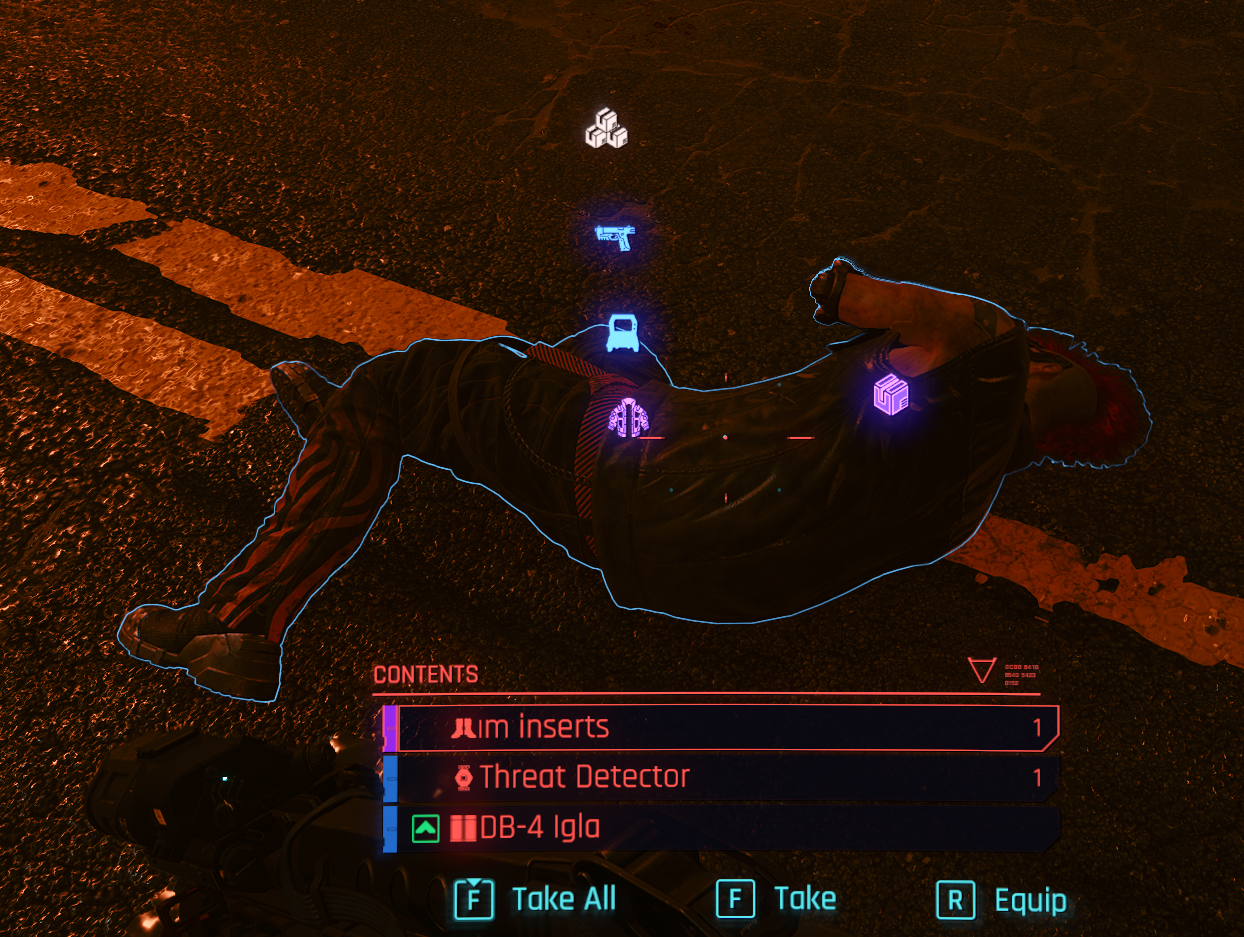 CONTENTS
ım inserts 1
Threat Detector 1
DB-4 Igla
F Take All F Take R Equip